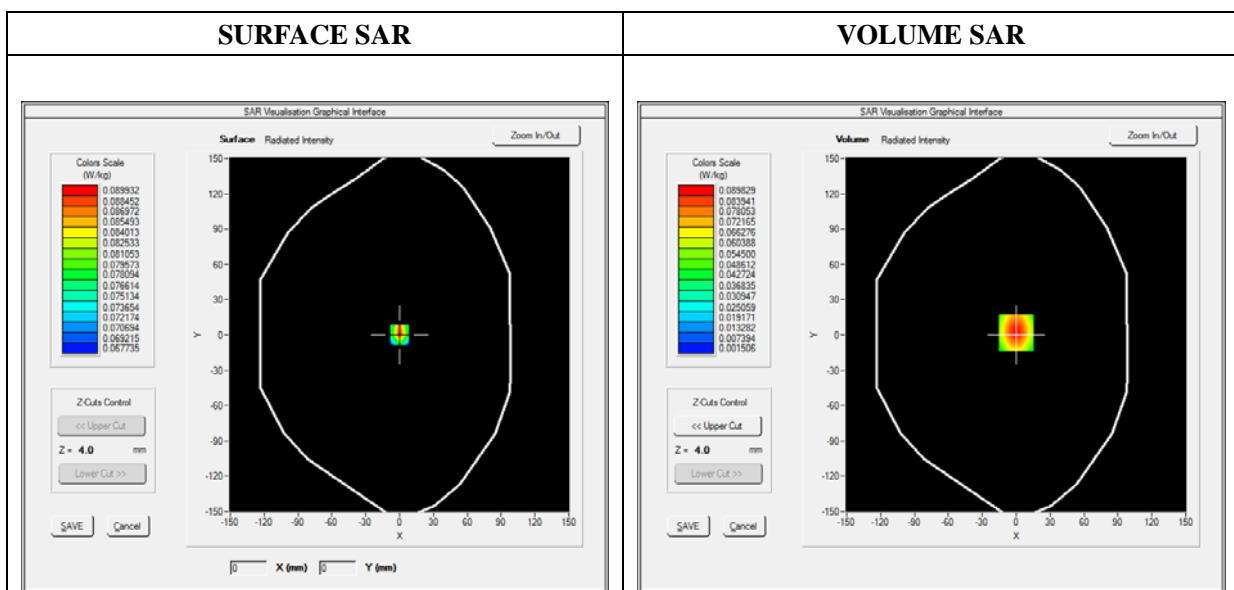 SURFACE SAR
VOLUME SAR
SAR Visualisation Graphical Interface
Surface Radiated Intensity
Zoom In/Out
Colors Scale
(W/kg)
0.089932
0.088452
0.086972
0.085493
0.084013
0.082533
0.081053
0.079573
0.078094
0.076614
0.075134
0.073654
0.072174
0.070694
0.069215
0.067735
Z-Cuts Control
<< Upper Cut
Z = 4.0 mm
Lower Cut >>
SAVE Cancel
150
120
90
60
30
0
-30
-60
-90
-120
-150
Y
-150 -120 -90 -60 -30 0 30 60 90 120 150
X
0 X (mm) 0 Y (mm)
SAR Visualisation Graphical Interface
Volume Radiated Intensity
Zoom In/Out
Colors Scale
(W/kg)
0.089829
0.083941
0.078053
0.072165
0.066276
0.060388
0.054500
0.048612
0.042724
0.036835
0.030947
0.025059
0.019171
0.013282
0.007394
0.001506
Z-Cuts Control
<< Upper Cut
Z = 4.0 mm
Lower Cut >>
SAVE Cancel
150
120
90
60
30
0
-30
-60
-90
-120
-150
Y
-150 -120 -90 -60 -30 0 30 60 90 120 150
X